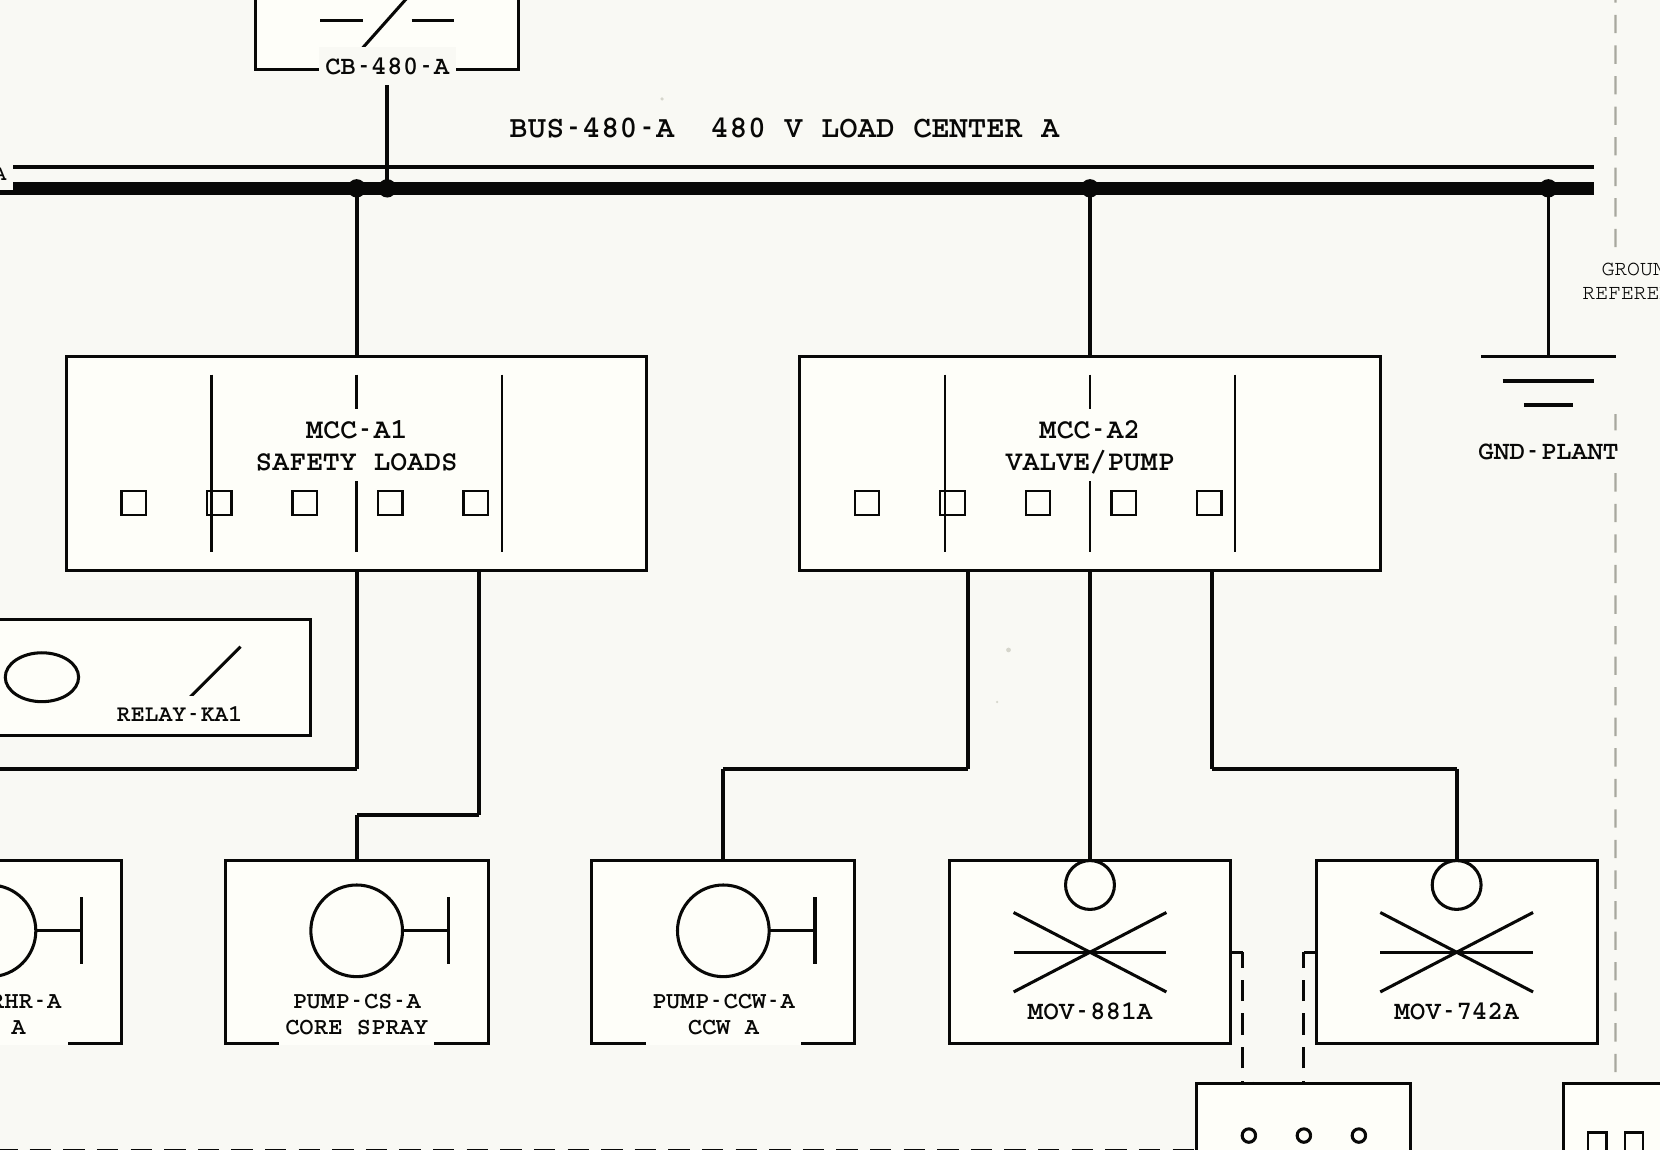 CB-480-A
BUS-480-A  480 V LOAD CENTER A
A
MCC-A1
SAFETY LOADS
MCC-A2
VALVE/PUMP
GND-PLANT
RELAY-KA1
RHR-A
A
PUMP-CS-A
CORE SPRAY
PUMP-CCW-A
CCW A
MOV-881A
MOV-742A